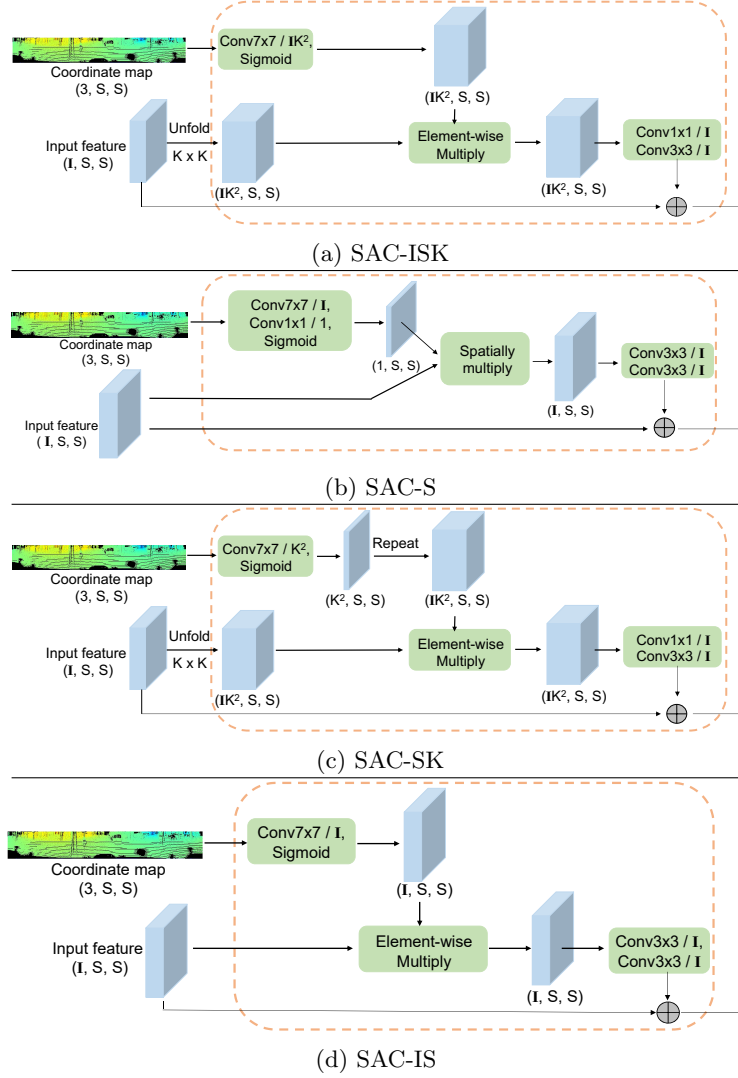 Conv7x7 / IK²,
Sigmoid
Coordinate map
(3, S, S)
(IK², S, S)
Input feature
(I, S, S)
Unfold
K x K
Element-wise
Multiply
Conv1x1 / I
Conv3x3 / I
(IK², S, S)
(IK², S, S)
(a) SAC-ISK
Conv7x7 / I,
Conv1x1 / 1,
Sigmoid
Coordinate map
(3, S, S)
(1, S, S)
Spatially
multiply
Conv3x3 / I
Conv3x3 / I
(I, S, S)
Input feature
( I, S, S)
(b) SAC-S
Conv7x7 / K²,
Sigmoid
Repeat
Coordinate map
(3, S, S)
(K², S, S)
(IK², S, S)
Input feature
(I, S, S)
Unfold
K x K
Element-wise
Multiply
Conv1x1 / I
Conv3x3 / I
(IK², S, S)
(IK², S, S)
(c) SAC-SK
Conv7x7 / I,
Sigmoid
Coordinate map
(3, S, S)
(I, S, S)
Input feature
(I, S, S)
Element-wise
Multiply
Conv3x3 / I,
Conv3x3 / I
(I, S, S)
(d) SAC-IS